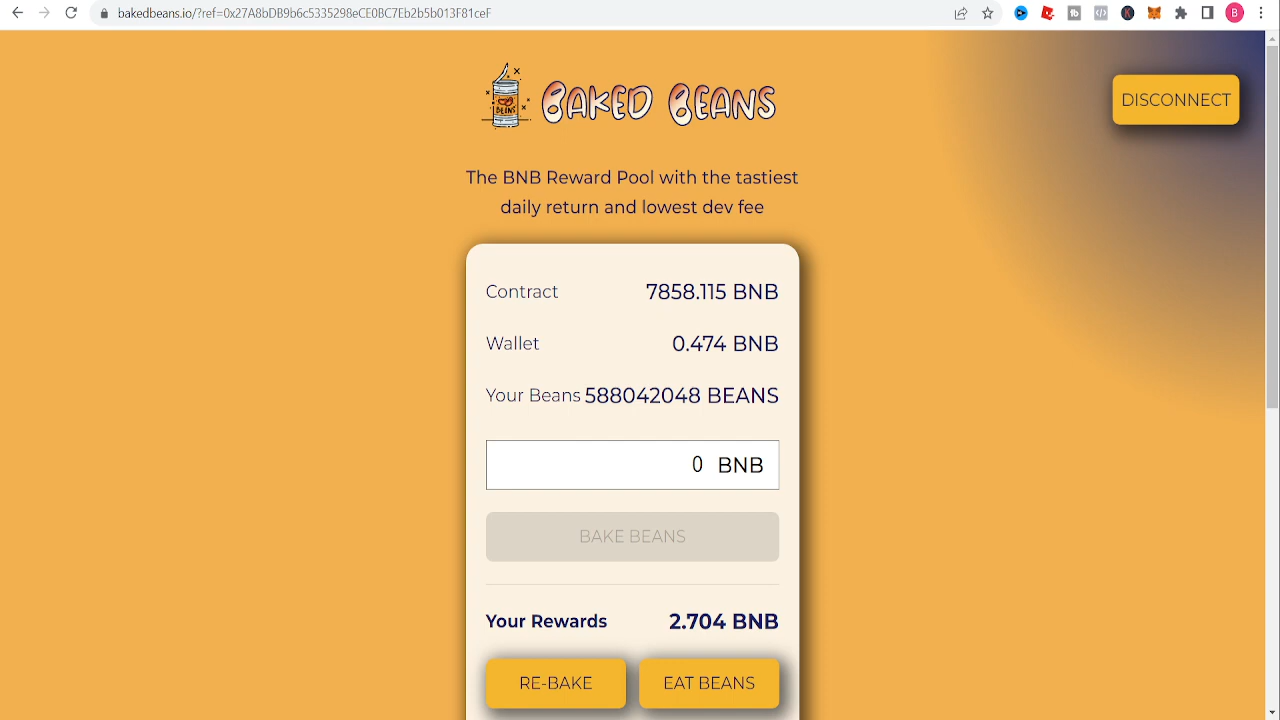 bakedbeans.io/?ref=0x27A8bDB9b6c5335298eCE0BC7Eb2b5b013F81ceF
B
BEANS
BAKED BEANS
DISCONNECT
The BNB Reward Pool with the tastiest
daily return and lowest dev fee
Contract 7858.115 BNB
Wallet 0.474 BNB
Your Beans 588042048 BEANS
0 BNB
BAKE BEANS
Your Rewards 2.704 BNB
RE-BAKE EAT BEANS